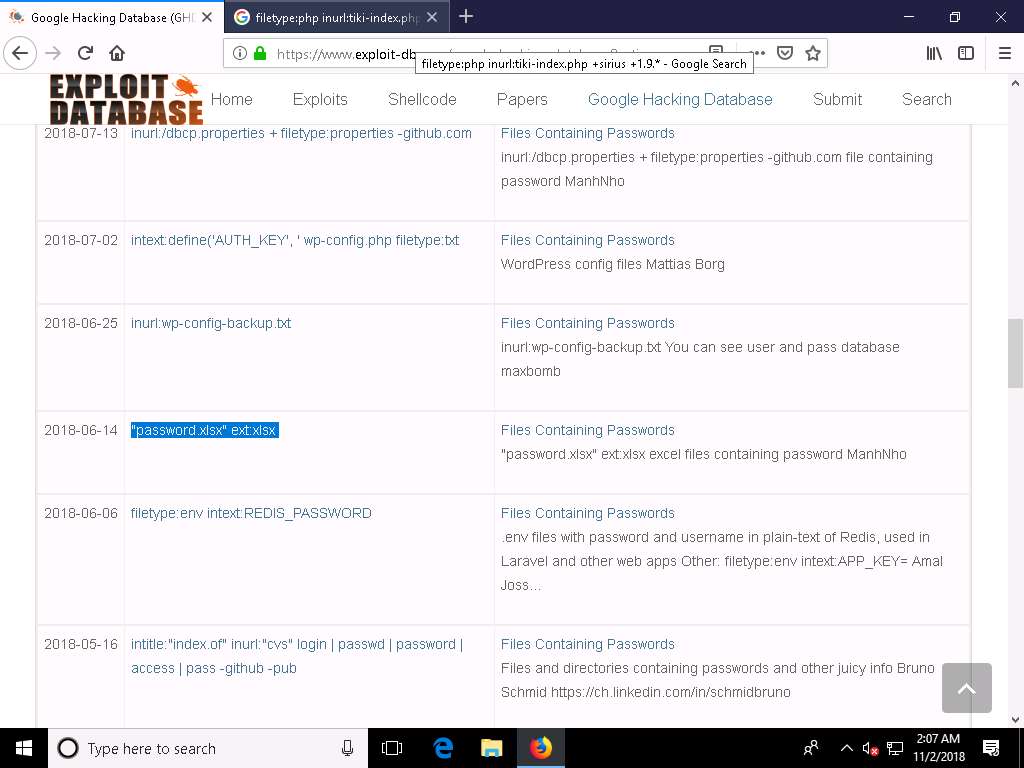 Google Hacking Database (GHD
filetype:php inurl:tiki-index.php
https://www.exploit-db
filetype:php inurl:tiki-index.php +sirius +1.9.* - Google Search
EXPLOIT
DATABASE
Home
Exploits
Shellcode
Papers
Google Hacking Database
Submit
Search
2018-07-13
inurl:/dbcp.properties + filetype:properties -github.com
Files Containing Passwords
inurl:/dbcp.properties + filetype:properties -github.com file containing
password ManhNho
2018-07-02
intext:define('AUTH_KEY', ' wp-config.php filetype:txt
Files Containing Passwords
WordPress config files Mattias Borg
2018-06-25
inurl:wp-config-backup.txt
Files Containing Passwords
inurl:wp-config-backup.txt You can see user and pass database
maxbomb
2018-06-14
"password.xlsx" ext:xlsx
Files Containing Passwords
"password.xlsx" ext:xlsx excel files containing password ManhNho
2018-06-06
filetype:env intext:REDIS_PASSWORD
Files Containing Passwords
.env files with password and username in plain-text of Redis, used in
Laravel and other web apps Other: filetype:env intext:APP_KEY= Amal
Joss...
2018-05-16
intitle:"index.of" inurl:"cvs" login | passwd | password |
access | pass -github -pub
Files Containing Passwords
Files and directories containing passwords and other juicy info Bruno
Schmid https://ch.linkedin.com/in/schmidbruno
Type here to search
2:07 AM
11/2/2018